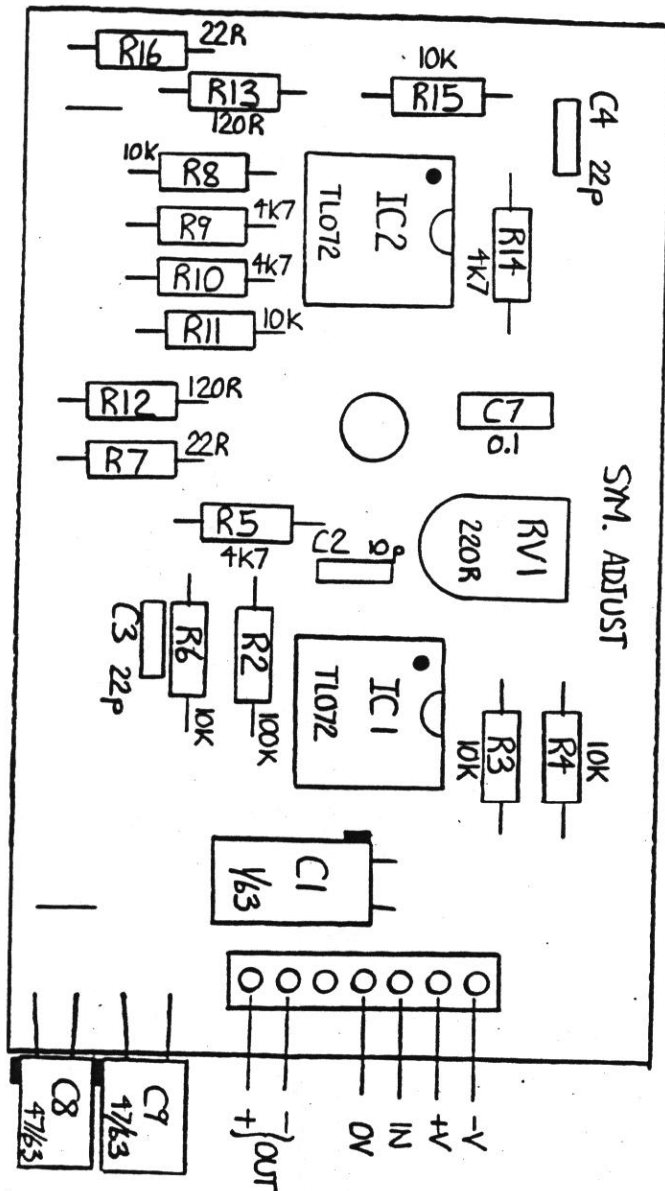 22R
R16
R13
120R
10K
R15
C4
22p
10K
R8
R9
4K7
R10
4K7
R11
10K
IC2
TL072
R14
4K7
R12
120R
R7
22R
C7
0.1
SYM. ADJUST
RV1
220R
R5
4K7
C2
10p
C3
22p
R6
10K
R2
100K
IC1
TL072
R3
10K
R4
10K
C1
1/63
C8
47/63
C9
47/63
+
-
}OUT
0V
IN
+V
-V